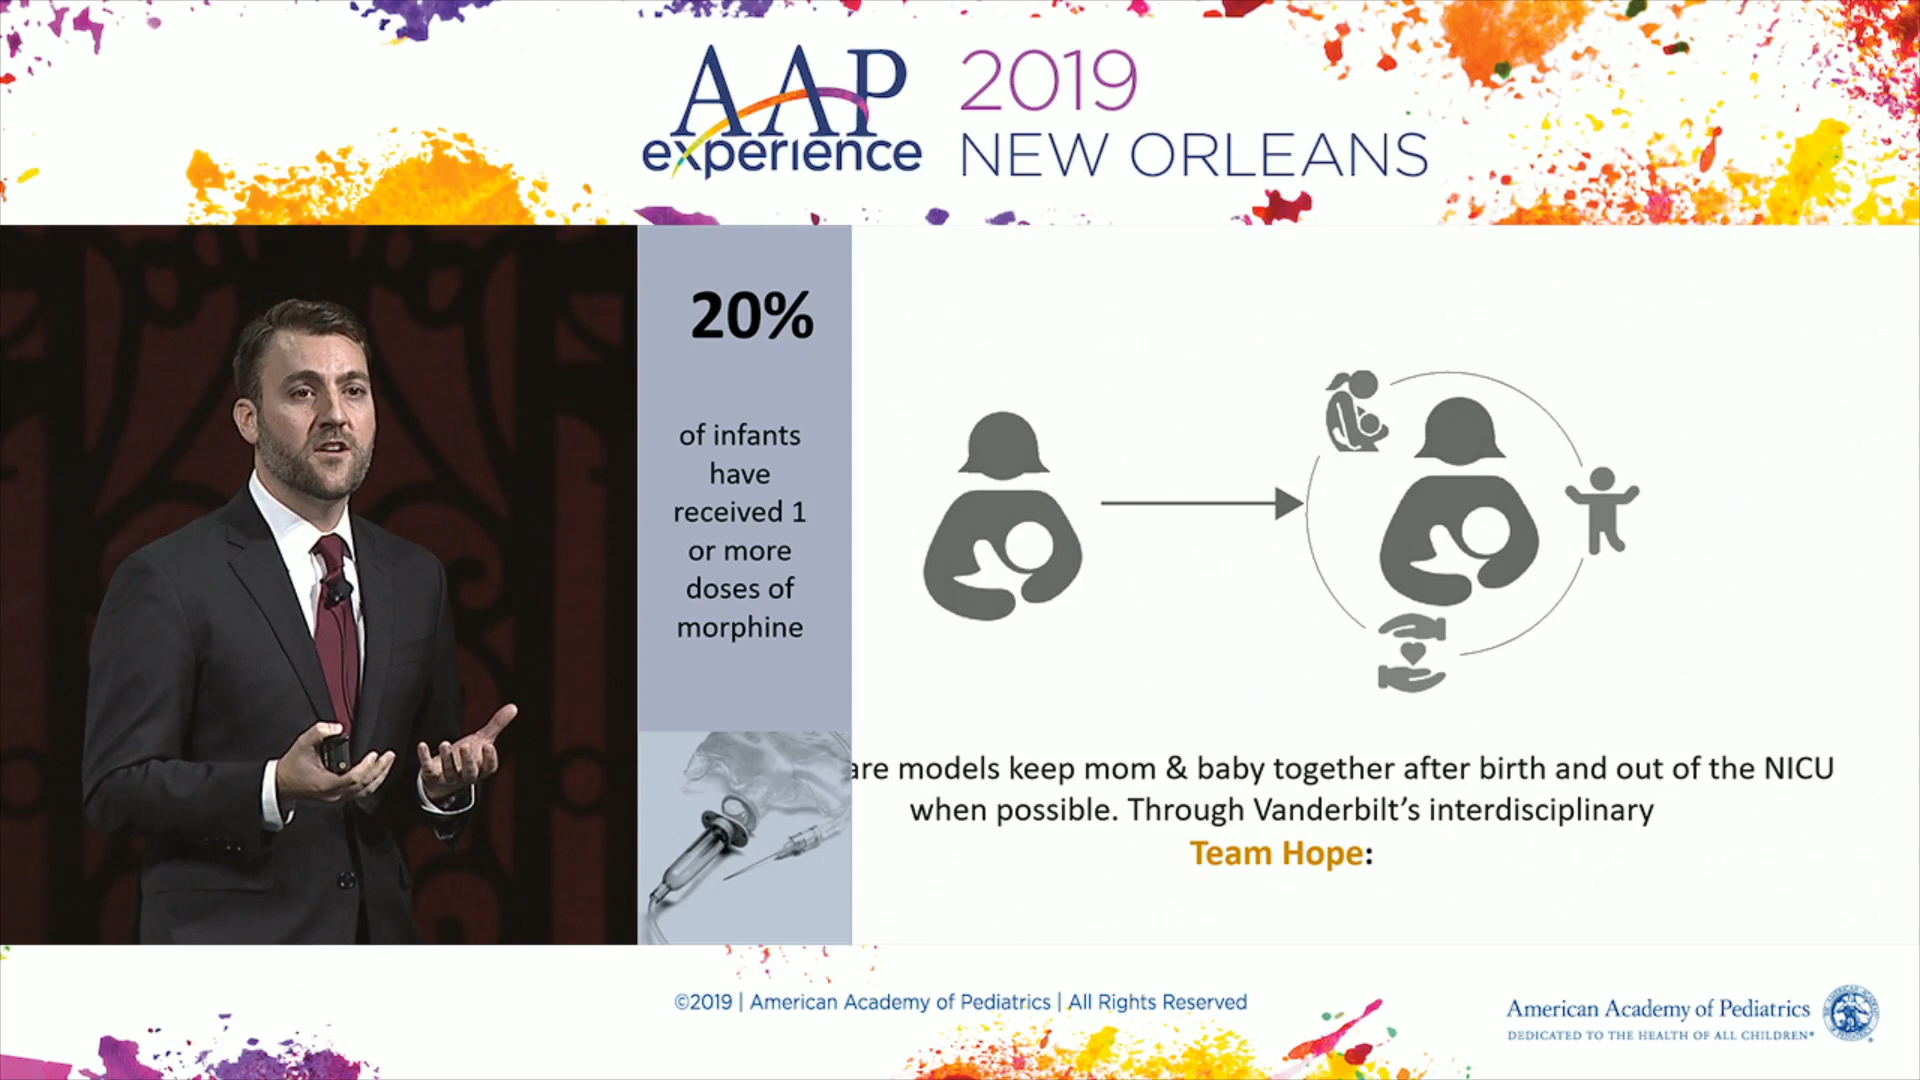 AAP
experience
2019
NEW ORLEANS
20%
of infants
have
received 1
or more
doses of
morphine
are models keep mom & baby together after birth and out of the NICU
when possible. Through Vanderbilt's interdisciplinary
Team Hope:
©2019 | American Academy of Pediatrics | All Rights Reserved
American Academy of Pediatrics
DEDICATED TO THE HEALTH OF ALL CHILDREN®